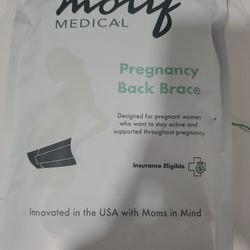 motif
MEDICAL
Pregnancy
Back Brace
Designed for pregnant women
who want to stay active and
supported throughout pregnancy
Insurance Eligible
Innovated in the USA with Moms in Mind